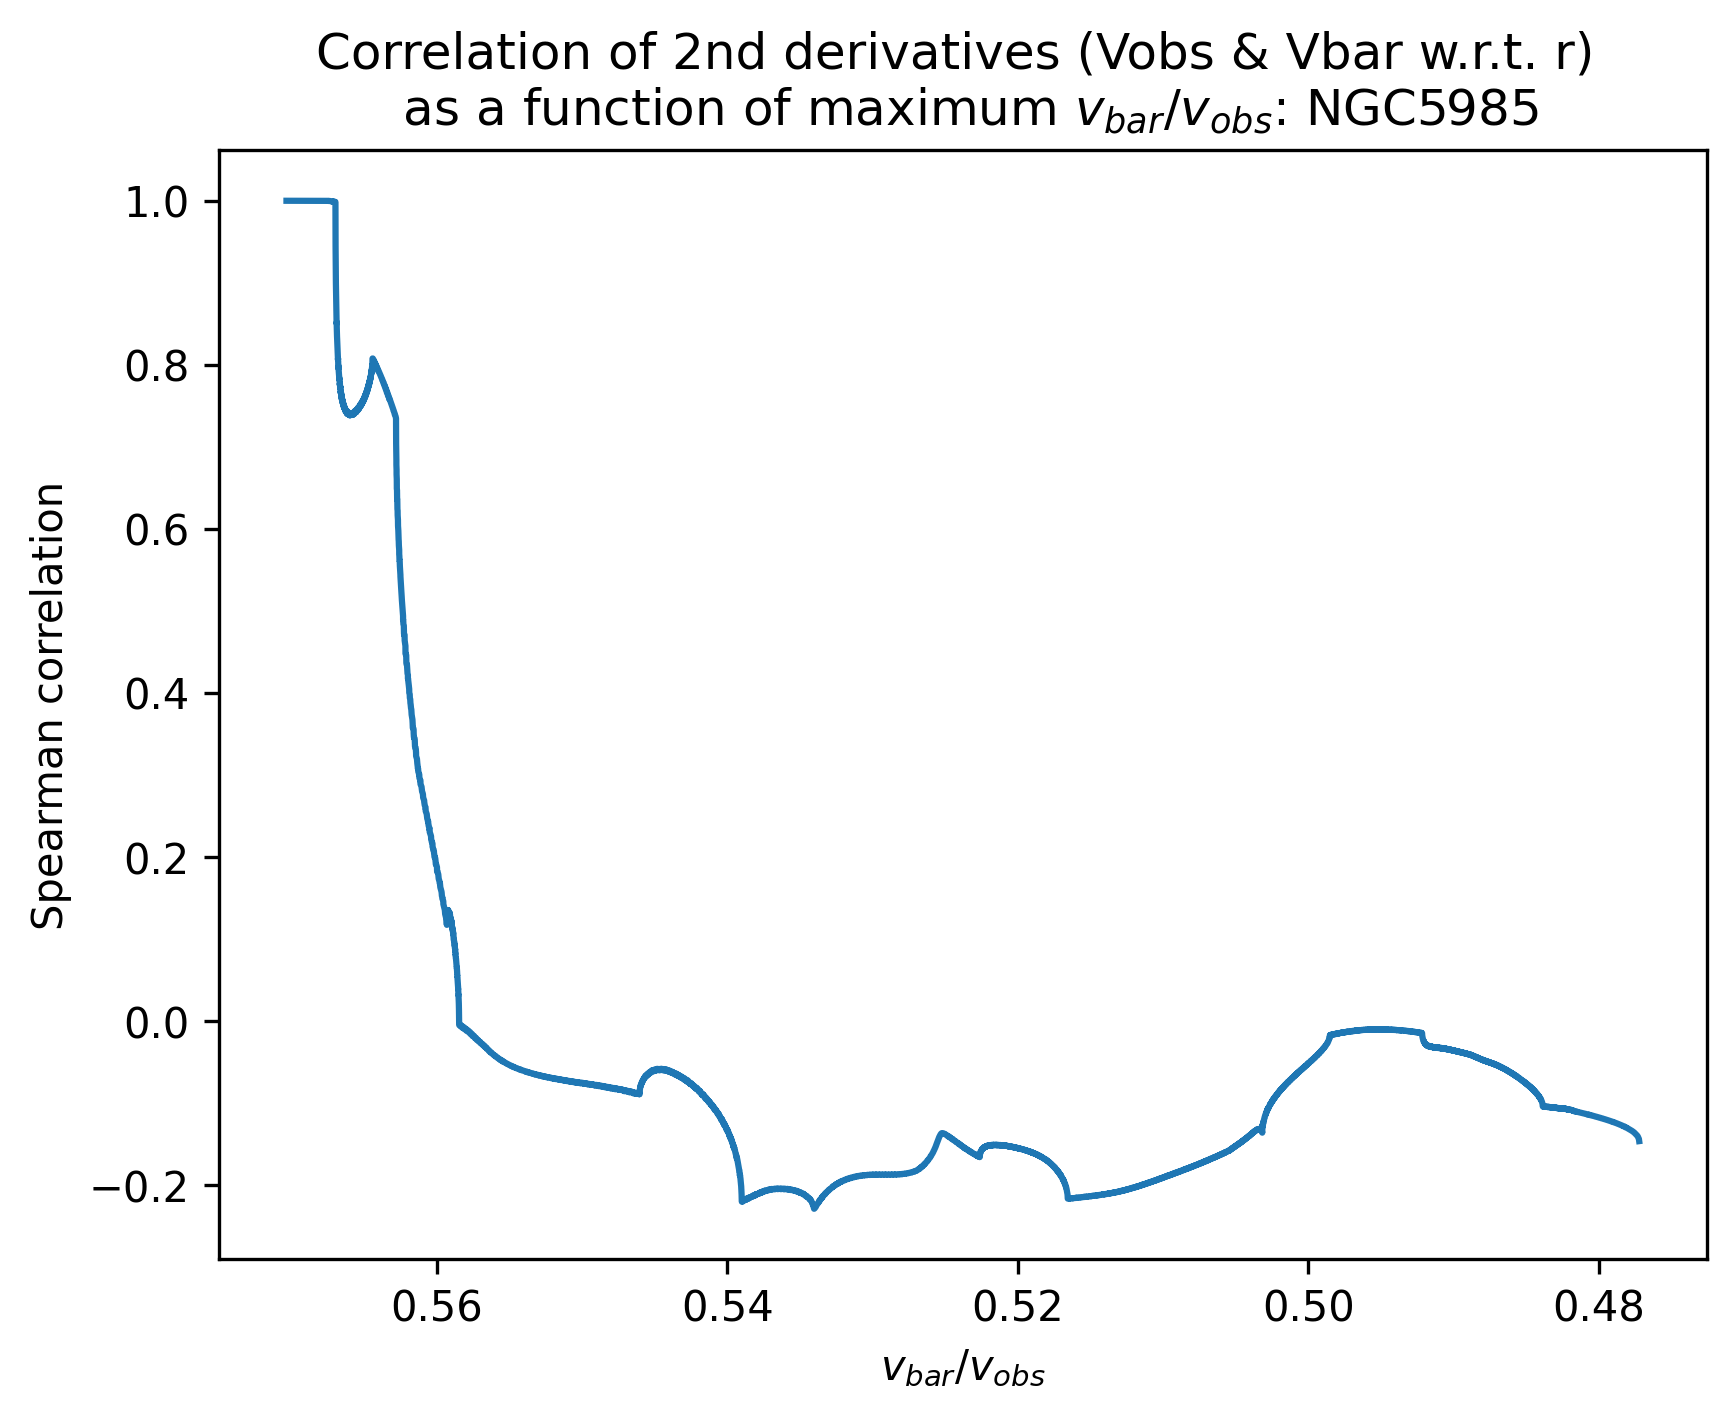 Correlation of 2nd derivatives (Vobs & Vbar w.r.t. r)
as a function of maximum v_bar/v_obs: NGC5985
1.0
0.8
0.6
0.4
0.2
0.0
−0.2
Spearman correlation
0.56 0.54 0.52 0.50 0.48
v_bar/v_obs